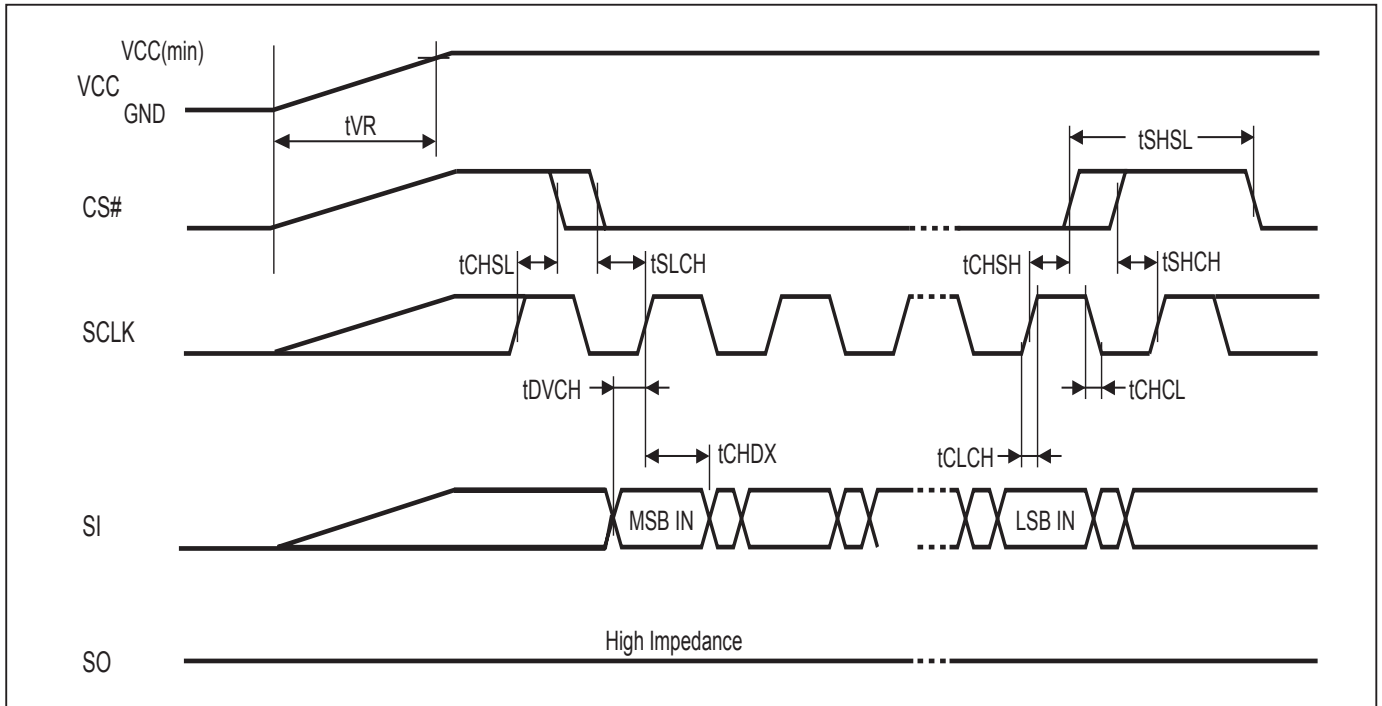 VCC(min)
VCC
GND
tVR
tSHSL
CS#
tCHSL
tSLCH
tCHSH
tSHCH
SCLK
tDVCH
tCHCL
tCHDX
tCLCH
SI
MSB IN
LSB IN
High Impedance
SO